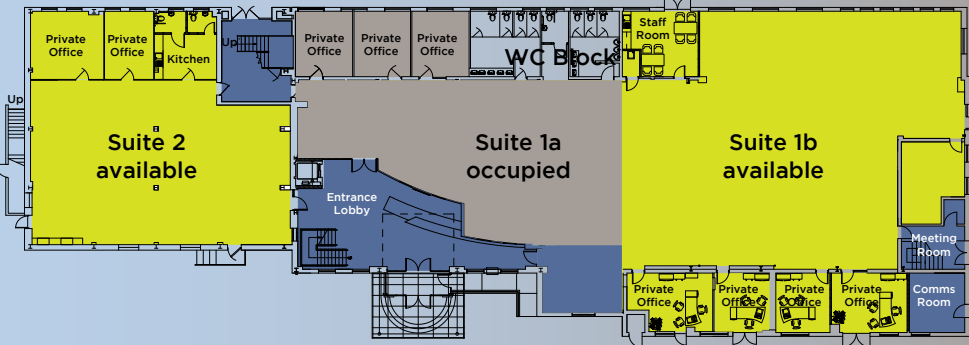 Private
Office
Private
Office
Kitchen
Up
Private
Office
Private
Office
Private
Office
WC Block
Staff
Room
Up
Suite 2
available
Suite 1a
occupied
Suite 1b
available
Entrance
Lobby
Meeting
Room
Private
Office
Private
Office
Private
Office
Private
Office
Comms
Room